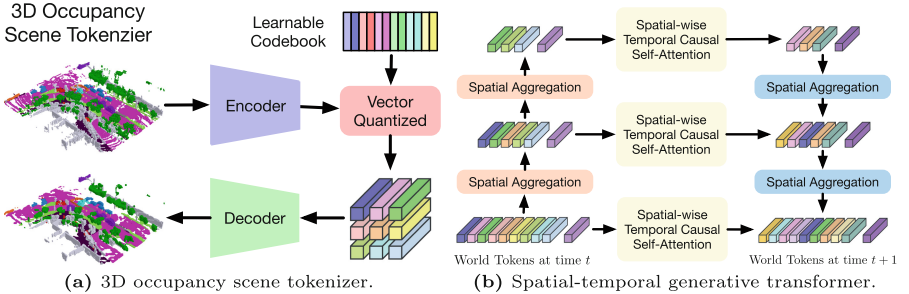 3D Occupancy
Scene Tokenzier
Learnable
Codebook
Encoder
Vector
Quantized
Decoder
(a) 3D occupancy scene tokenizer.
Spatial-wise
Temporal Causal
Self-Attention
Spatial Aggregation
Spatial Aggregation
Spatial-wise
Temporal Causal
Self-Attention
Spatial Aggregation
Spatial Aggregation
Spatial-wise
Temporal Causal
Self-Attention
World Tokens at time t
World Tokens at time t + 1
(b) Spatial-temporal generative transformer.